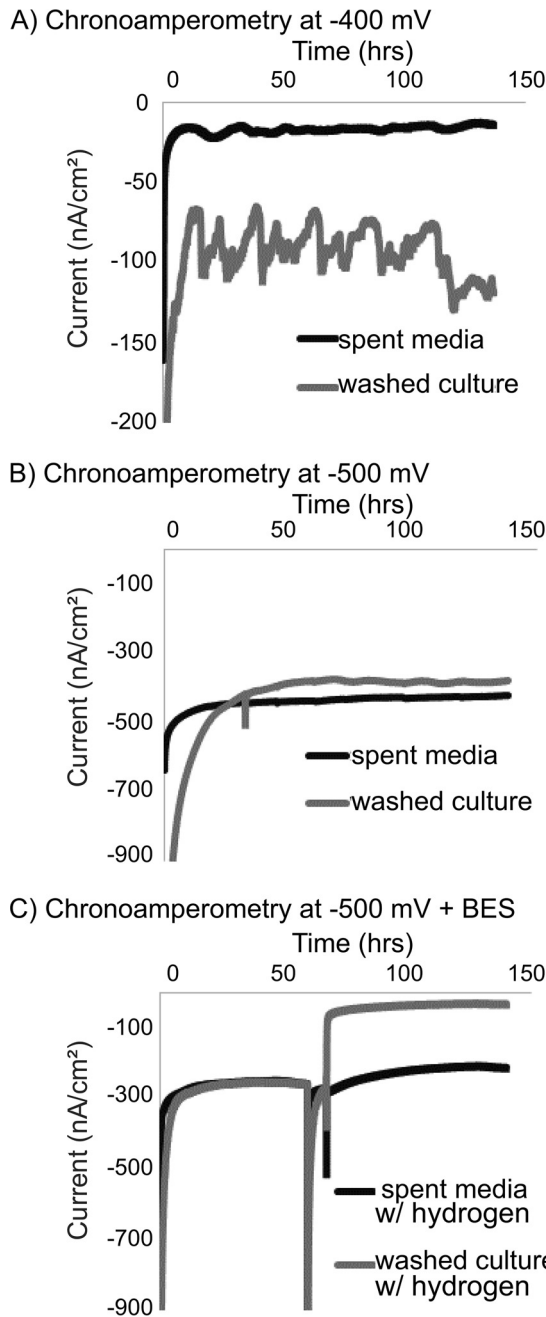 A) Chronoamperometry at -400 mV
Time (hrs)
0 50 100 150
0
-50
-100
-150
-200
Current (nA/cm²)
spent media
washed culture
B) Chronoamperometry at -500 mV
Time (hrs)
0 50 100 150
-100
-300
-500
-700
-900
Current (nA/cm²)
spent media
washed culture
C) Chronoamperometry at -500 mV + BES
Time (hrs)
0 50 100 150
-100
-300
-500
-700
-900
Current (nA/cm²)
spent media
w/ hydrogen
washed culture
w/ hydrogen